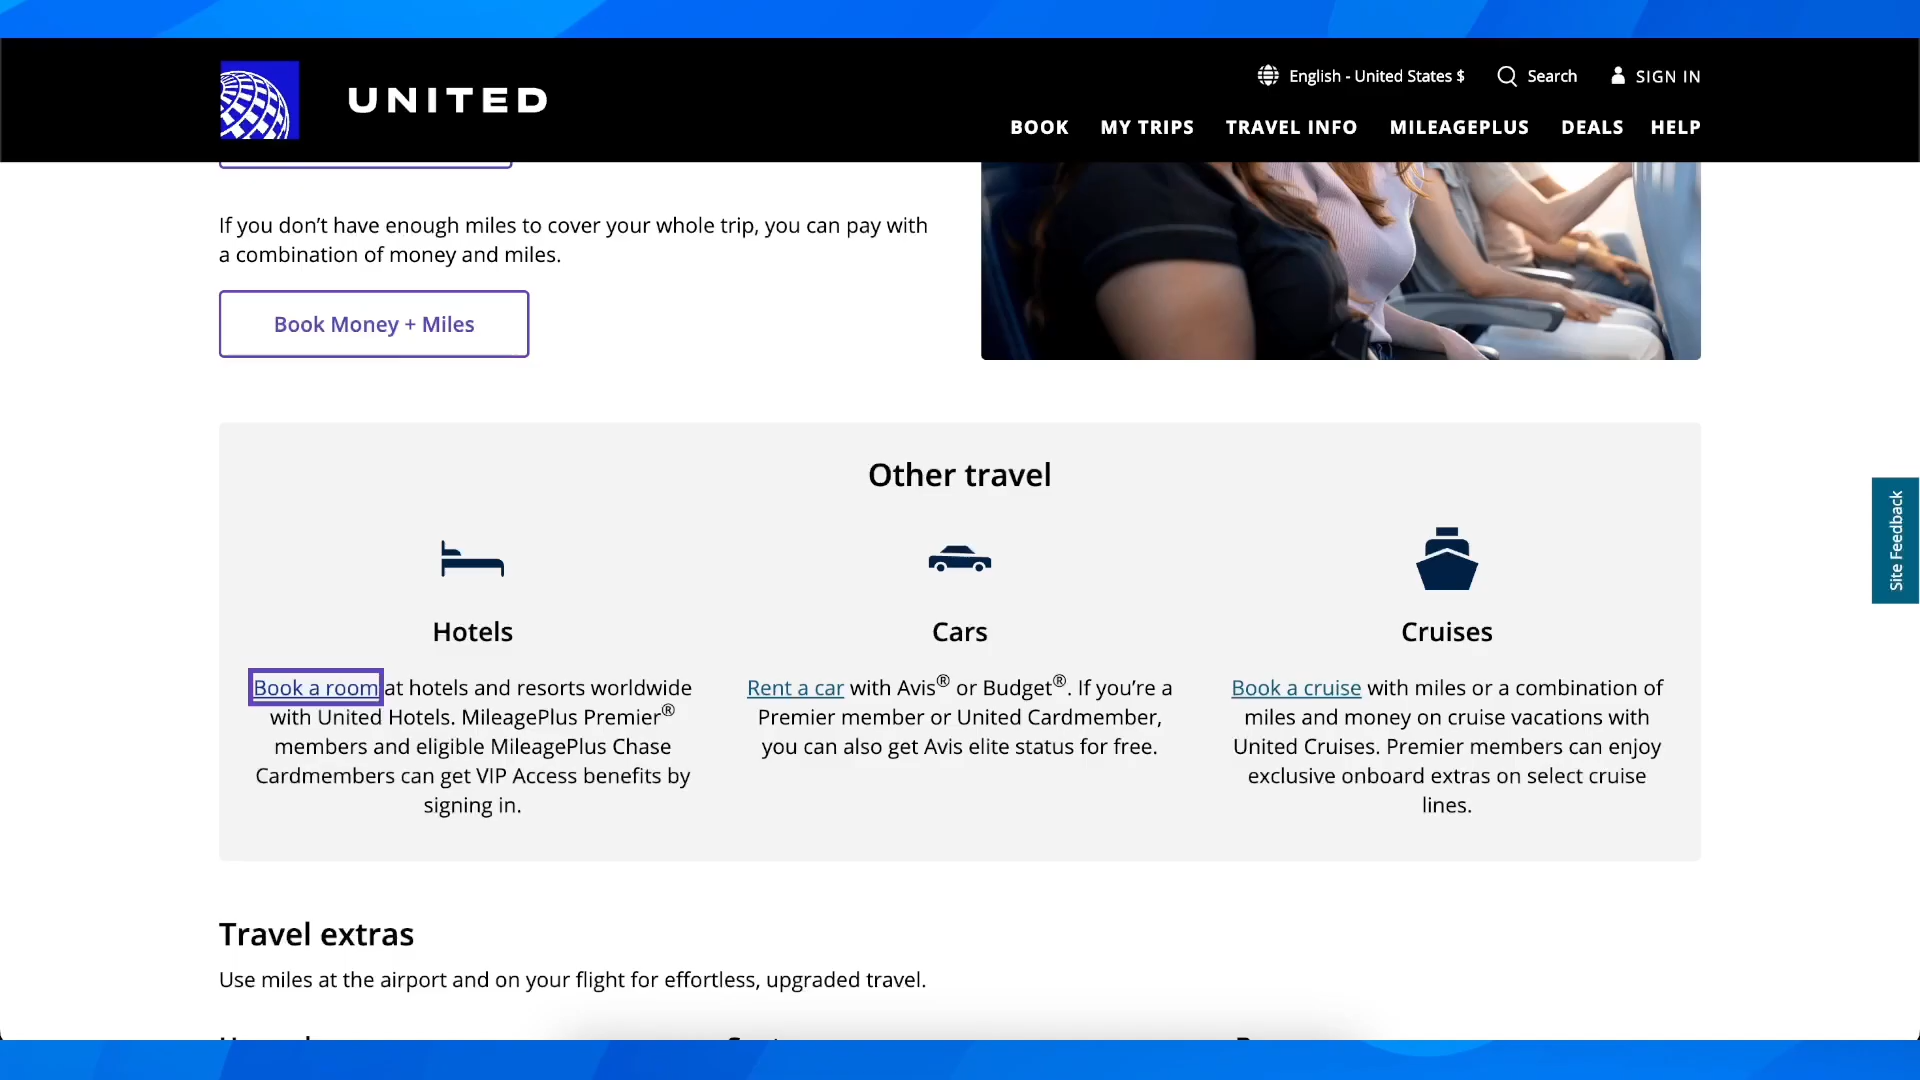 UNITED
English - United States $
Search
SIGN IN
BOOK
MY TRIPS
TRAVEL INFO
MILEAGEPLUS
DEALS
HELP
If you don’t have enough miles to cover your whole trip, you can pay with
a combination of money and miles.
Book Money + Miles
Other travel
Hotels
Book a room at hotels and resorts worldwide
with United Hotels. MileagePlus Premier®
members and eligible MileagePlus Chase
Cardmembers can get VIP Access benefits by
signing in.
Cars
Rent a car with Avis® or Budget®. If you’re a
Premier member or United Cardmember,
you can also get Avis elite status for free.
Cruises
Book a cruise with miles or a combination of
miles and money on cruise vacations with
United Cruises. Premier members can enjoy
exclusive onboard extras on select cruise
lines.
Site Feedback
Travel extras
Use miles at the airport and on your flight for effortless, upgraded travel.